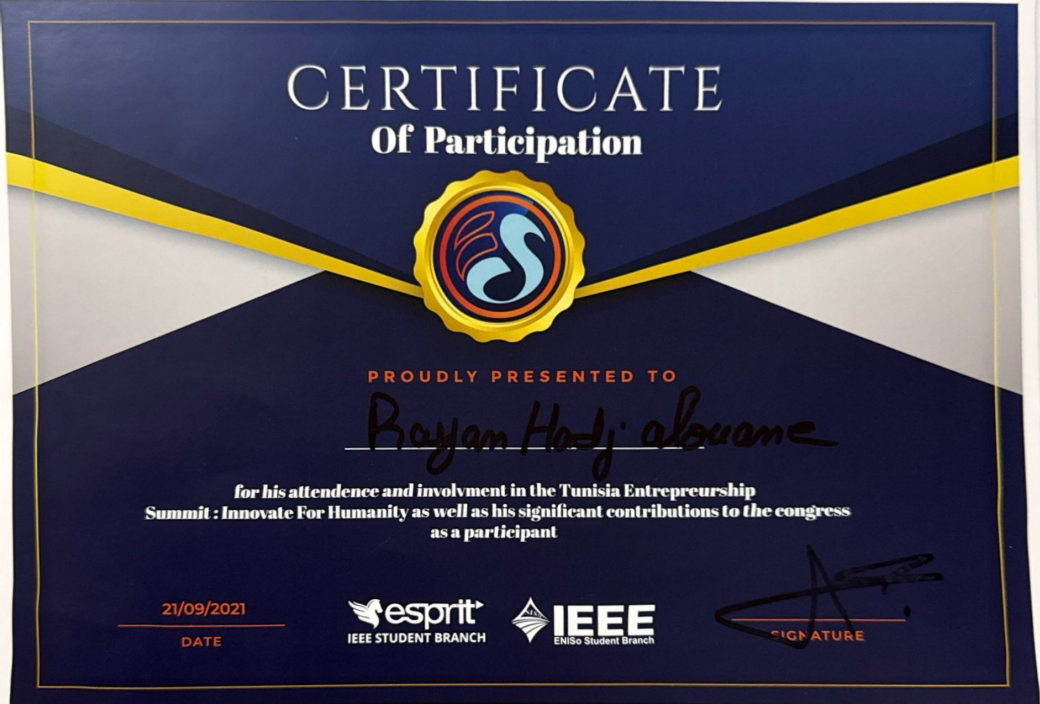 CERTIFICATE
Of Participation
PROUDLY PRESENTED TO
Rayan Hadj alouane
for his attendence and involvment in the Tunisia Entrepreurship
Summit : Innovate For Humanity as well as his significant contributions to the congress
as a participant
21/09/2021
DATE
esprit
IEEE STUDENT BRANCH
IEEE
ENISo Student Branch
SIGNATURE